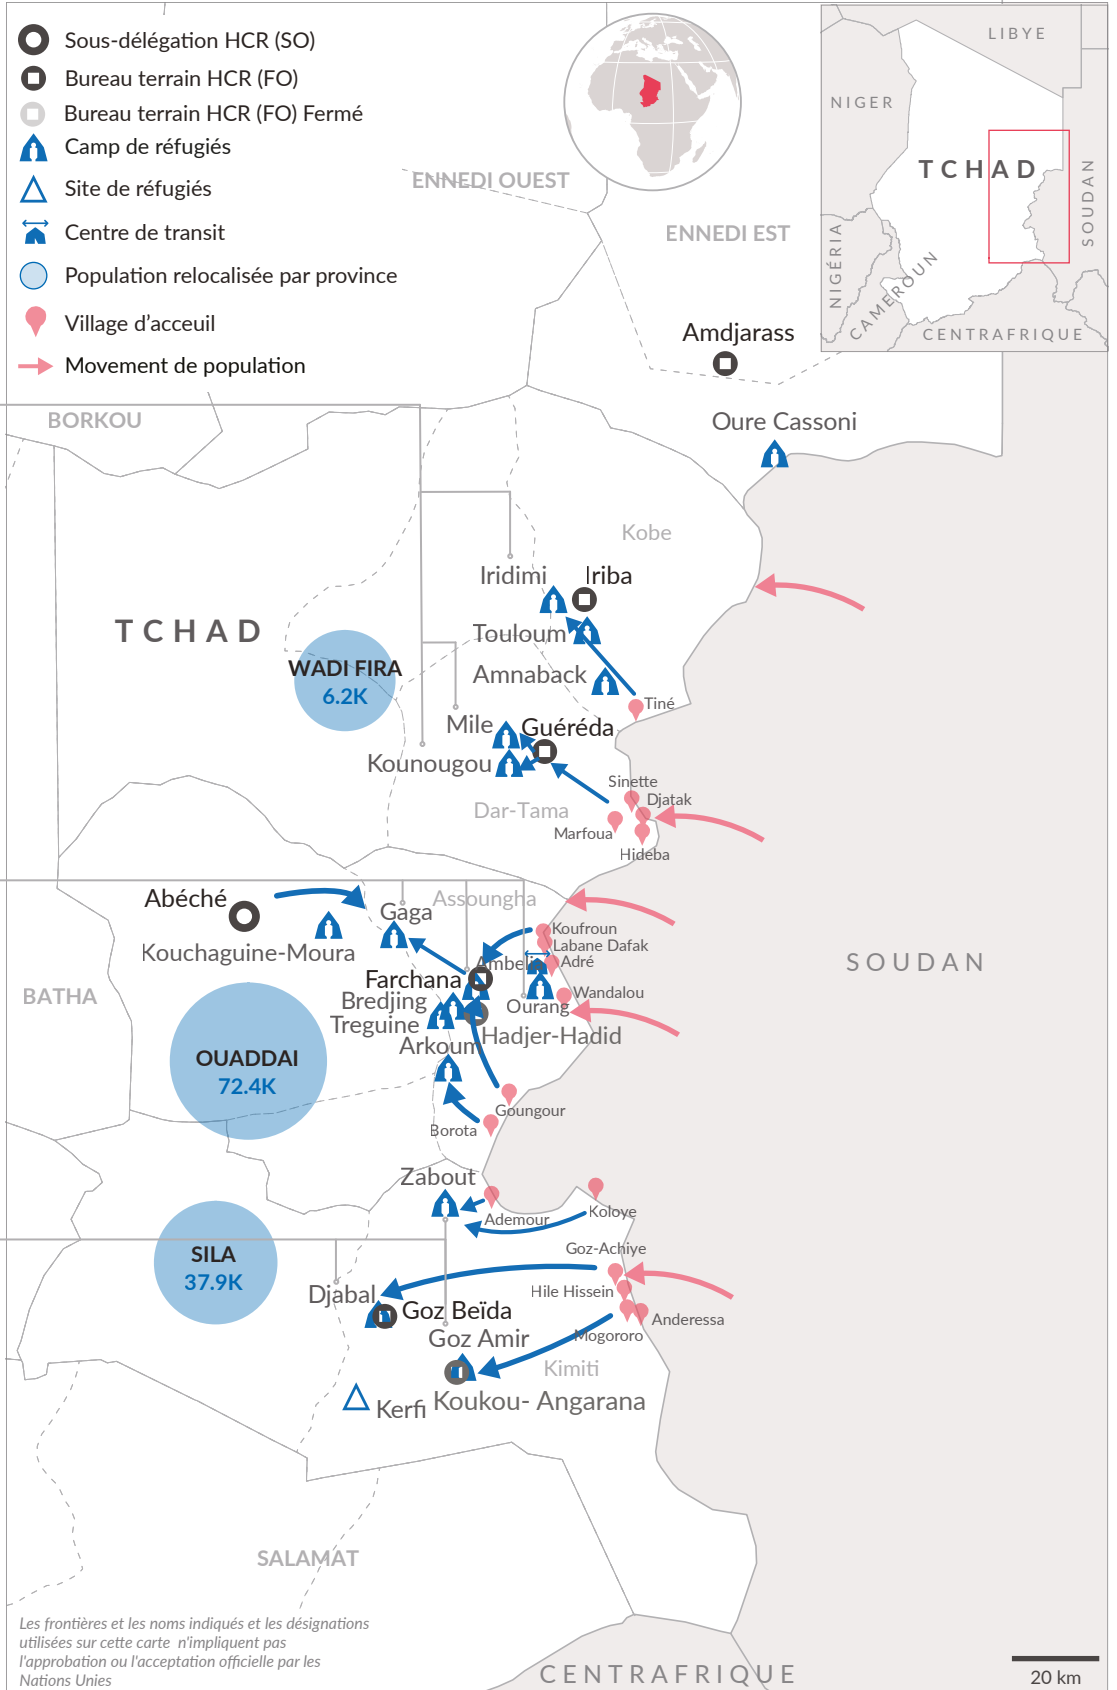 Sous-délégation HCR (SO)
Bureau terrain HCR (FO)
Bureau terrain HCR (FO) Fermé
Camp de réfugiés
Site de réfugiés
Centre de transit
Population relocalisée par province
Village d'acceuil
Movement de population
LIBYE
NIGER
TCHAD
SOUDAN
NIGÉRIA
CAMEROUN
CENTRAFRIQUE
ENNEDI OUEST
ENNEDI EST
Amdjarass
BORKOU
Oure Cassoni
Kobe
Iridimi
Iriba
TCHAD
Touloum
WADI FIRA
6.2K
Amnaback
Tiné
Mile
Guéréda
Kounougou
Sinette
Djatak
Dar-Tama
Marfoua
Hideba
Abéché
Assoungha
Gaga
Koufroun
Labane Dafak
Kouchaguine-Moura
Ambelia
Adré
SOUDAN
Farchana
BATHA
Bredjing
Wandalou
Ourang
Treguine
Hadjer-Hadid
Arkoum
OUADDAI
72.4K
Goungour
Borota
Zabout
Ademour
Koloye
SILA
37.9K
Goz-Achiye
Djabal
Hile Hissein
Goz Beïda
Anderessa
Goz Amir
Mogororo
Kimiti
Kerfi
Koukou- Angarana
SALAMAT
Les frontières et les noms indiqués et les désignations
utilisées sur cette carte n'impliquent pas
l'approbation ou l'acceptation officielle par les
Nations Unies
CENTRAFRIQUE
20 km